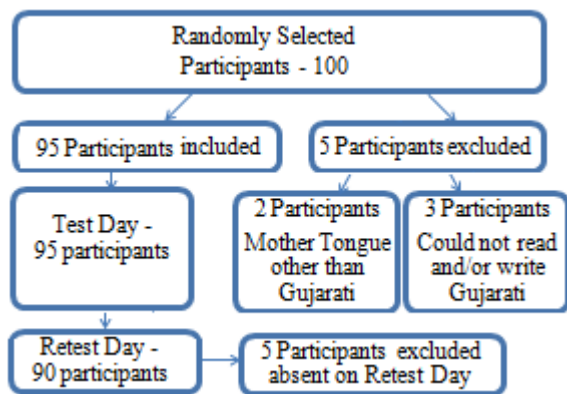 Randomly Selected
Participants - 100
95 Participants included
5 Participants excluded
Test Day -
95 participants
2 Participants
Mother Tongue
other than
Gujarati
3 Participants
Could not read
and/or write
Gujarati
Retest Day -
90 participants
5 Participants excluded
absent on Retest Day